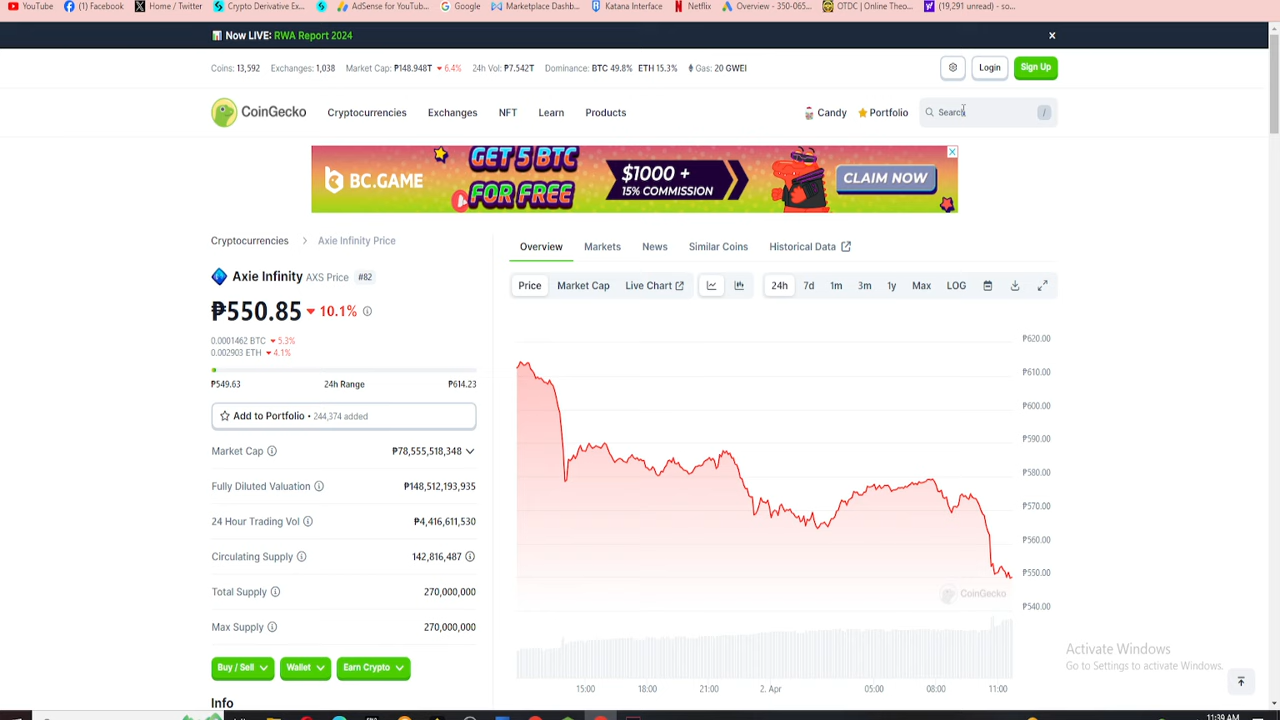 YouTube (1) Facebook Home / Twitter Crypto Derivative Ex... AdSense for YouTub... Google Marketplace Dashb... Katana Interface Netflix Overview - 350-065... OTDC | Online Theo... (19,291 unread) - so...
Now LIVE: RWA Report 2024
Coins: 13,592 Exchanges: 1,038 Market Cap: ₱148.948T 6.4% 24h Vol: ₱7.542T Dominance: BTC 49.8% ETH 15.3% Gas: 20 GWEI
Login Sign Up
CoinGecko Cryptocurrencies Exchanges NFT Learn Products Candy Portfolio Search /
BC.GAME GET 5 BTC FOR FREE $1000 + 15% COMMISSION CLAIM NOW
Cryptocurrencies Axie Infinity Price
Overview Markets News Similar Coins Historical Data
Axie Infinity AXS Price #82
Price Market Cap Live Chart 24h 7d 1m 3m 1y Max LOG
₱550.85 10.1%
0.0001462 BTC 5.3%
0.002903 ETH 4.1%
₱549.63 24h Range ₱614.23
Add to Portfolio • 244,374 added
Market Cap ₱78,555,518,348
Fully Diluted Valuation ₱148,512,193,935
24 Hour Trading Vol ₱4,416,611,530
Circulating Supply 142,816,487
Total Supply 270,000,000
Max Supply 270,000,000
Buy / Sell Wallet Earn Crypto
Info
₱620.00
₱610.00
₱600.00
₱590.00
₱580.00
₱570.00
₱560.00
₱550.00
₱540.00
CoinGecko
15:00 18:00 21:00 2. Apr 05:00 08:00 11:00
Activate Windows
Go to Settings to activate Windows.
11:39 AM